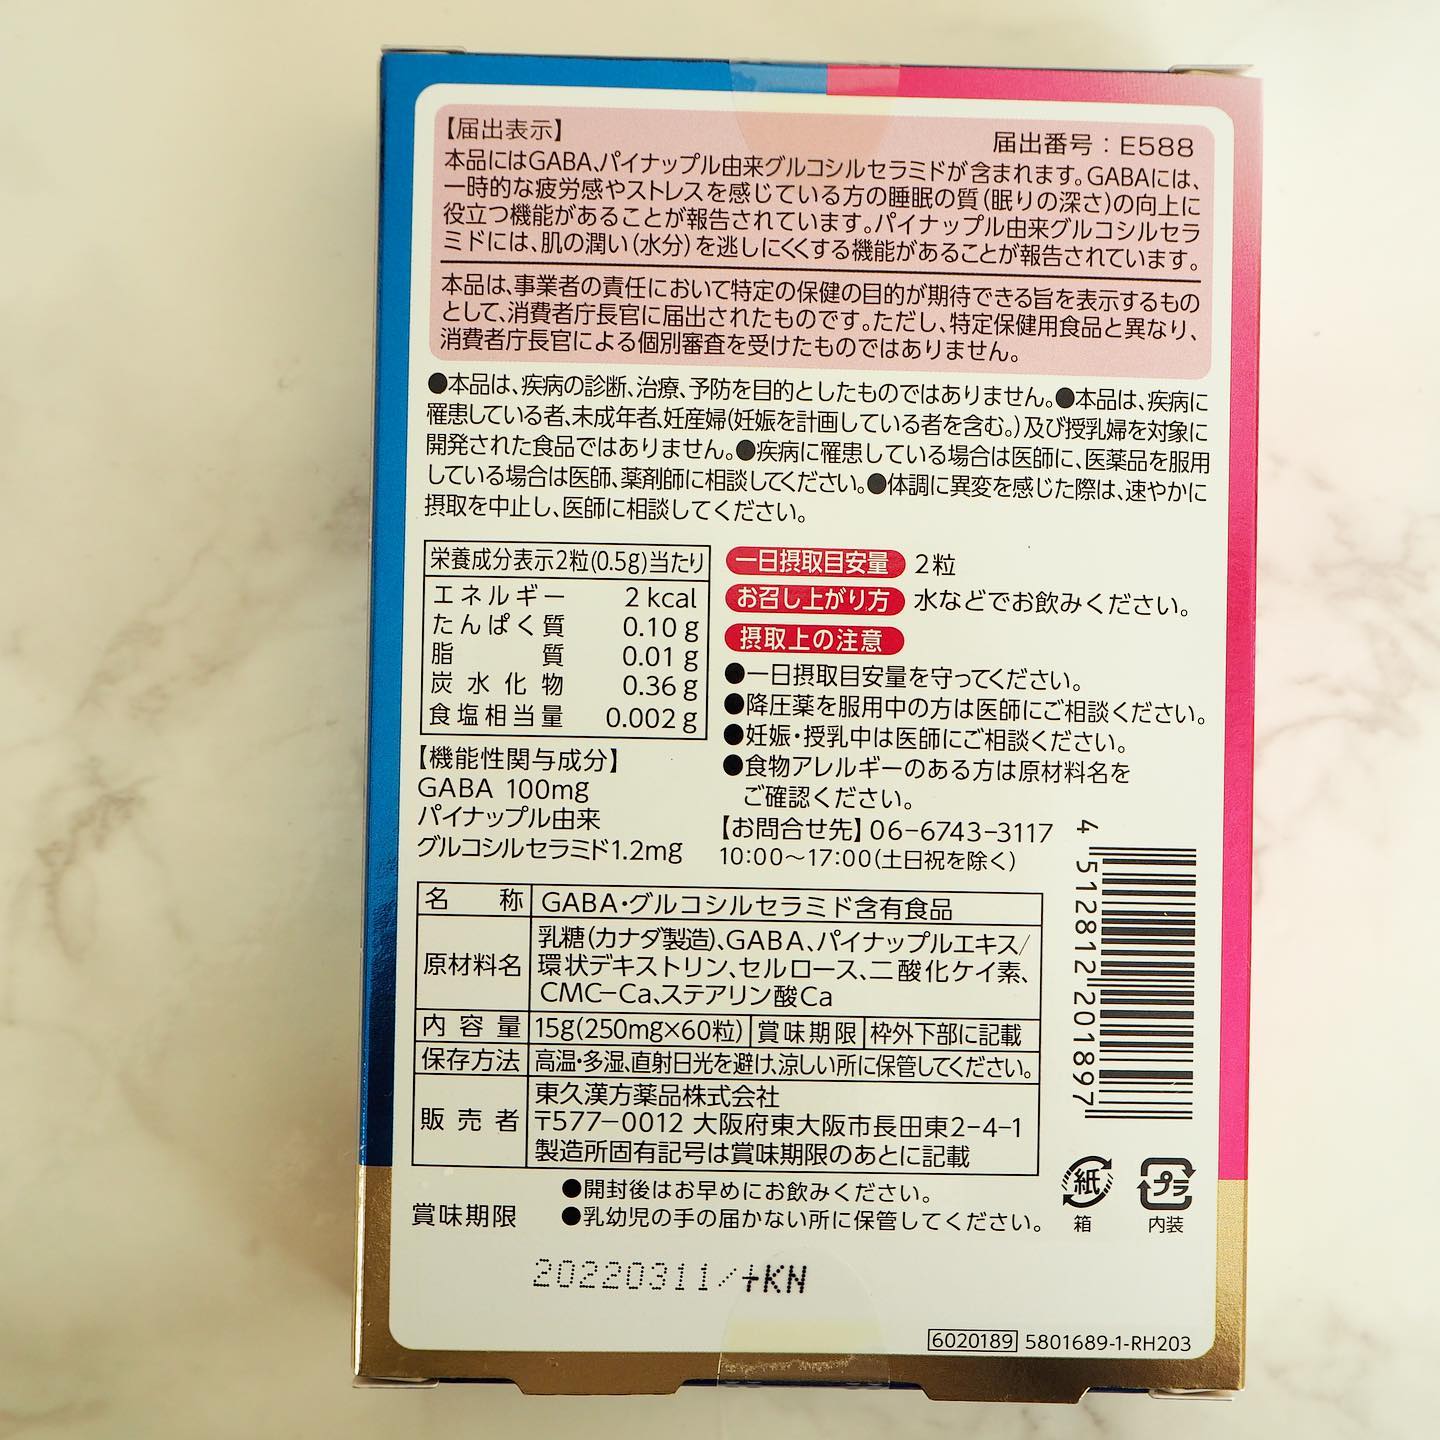 【届出表示】 届出番号：E588
本品にはGABA、パイナップル由来グルコシルセラミドが含まれます。GABAには、
一時的な疲労感やストレスを感じている方の睡眠の質(眠りの深さ)の向上に
役立つ機能があることが報告されています。パイナップル由来グルコシルセラ
ミドには、肌の潤い(水分)を逃しにくくする機能があることが報告されています。
本品は、事業者の責任において特定の保健の目的が期待できる旨を表示するもの
として、消費者庁長官に届出されたものです。ただし、特定保健用食品と異なり、
消費者庁長官による個別審査を受けたものではありません。
●本品は、疾病の診断、治療、予防を目的としたものではありません。●本品は、疾病に
罹患している者、未成年者、妊産婦(妊娠を計画している者を含む。)及び授乳婦を対象に
開発された食品ではありません。●疾病に罹患している場合は医師に、医薬品を服用
している場合は医師、薬剤師に相談してください。●体調に異変を感じた際は、速やかに
摂取を中止し、医師に相談してください。
栄養成分表示2粒(0.5g)当たり
エネルギー 2 kcal
たんぱく質 0.10 g
脂質 0.01 g
炭水化物 0.36 g
食塩相当量 0.002 g
【機能性関与成分】
GABA 100mg
パイナップル由来
グルコシルセラミド1.2mg
一日摂取目安量 2粒
お召し上がり方 水などでお飲みください。
摂取上の注意
●一日摂取目安量を守ってください。
●降圧薬を服用中の方は医師にご相談ください。
●妊娠・授乳中は医師にご相談ください。
●食物アレルギーのある方は原材料名を
ご確認ください。
【お問合せ先】06-6743-3117
10:00～17:00(土日祝を除く)
4 512812 201897
名称 GABA・グルコシルセラミド含有食品
原材料名 乳糖(カナダ製造)、GABA、パイナップルエキス/
環状デキストリン、セルロース、二酸化ケイ素、
CMC-Ca、ステアリン酸Ca
内容量 15g(250mg×60粒) 賞味期限 枠外下部に記載
保存方法 高温・多湿、直射日光を避け、涼しい所に保管してください。
販売者 東久漢方薬品株式会社
〒577-0012 大阪府東大阪市長田東2-4-1
製造所固有記号は賞味期限のあとに記載
紙 箱
プラ 内装
●開封後はお早めにお飲みください。
賞味期限 ●乳幼児の手の届かない所に保管してください。
20220311/+KN
6020189 5801689-1-RH203